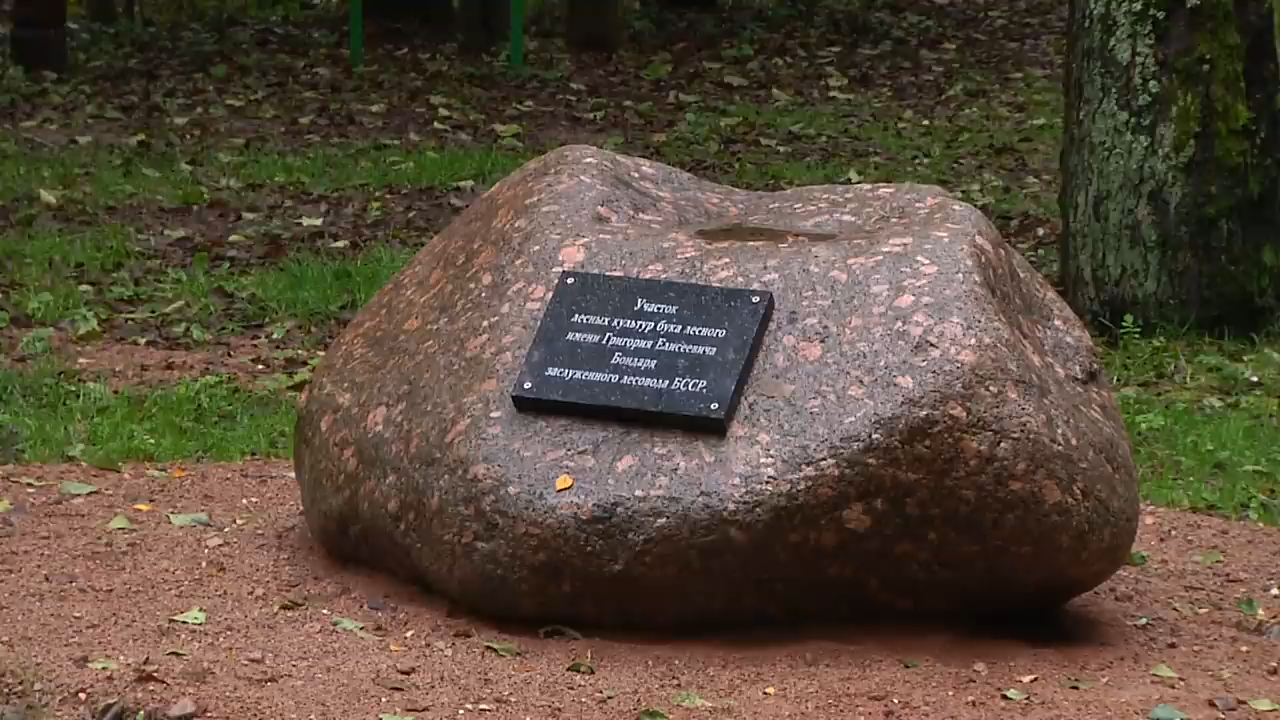 Участок
лесных культур бука лесного
имени Григория Елисеевича
Бондаря
заслуженного лесовода БССР.